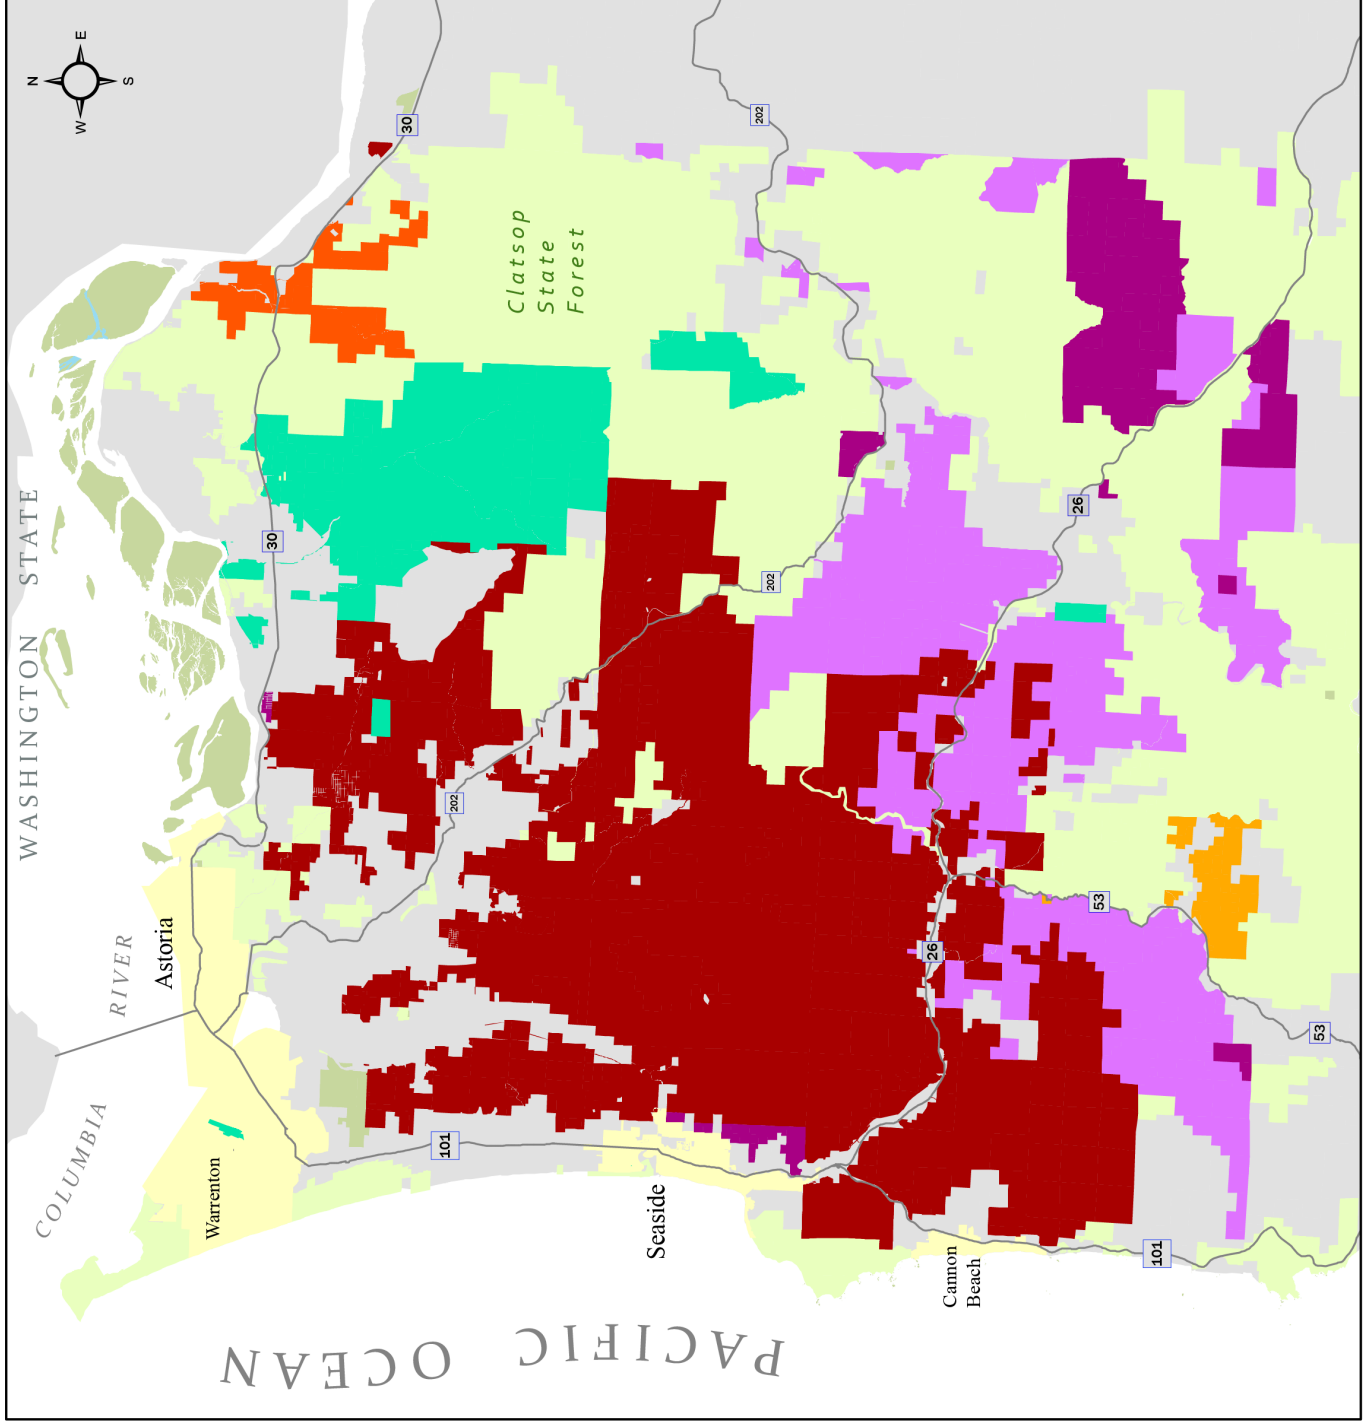 N
E
S
W
30
202
Clatsop
State
Forest
WASHINGTON STATE
30
26
202
202
COLUMBIA
RIVER
Astoria
53
26
53
Warrenton
101
Seaside
Cannon
Beach
101
PACIFIC OCEAN